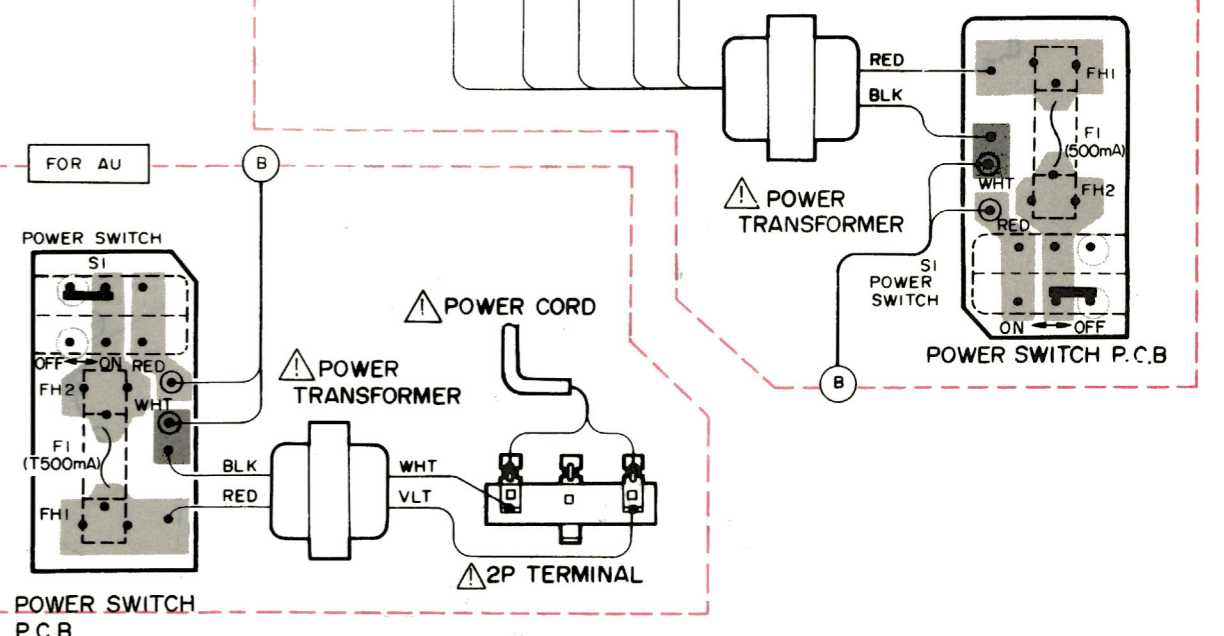 RED
BLK
FH1
F1
(500mA)
WHT
FH2
RED
⚠ POWER
TRANSFORMER
S1
POWER
SWITCH
ON ↔ OFF
POWER SWITCH P.C.B
B
FOR AU
B
POWER SWITCH
S1
OFF ↔ ON
RED
FH2
WHT
F1
(T500mA)
FH1
BLK
RED
⚠ POWER
TRANSFORMER
⚠ POWER CORD
WHT
VLT
⚠ 2P TERMINAL
POWER SWITCH
P.C.B